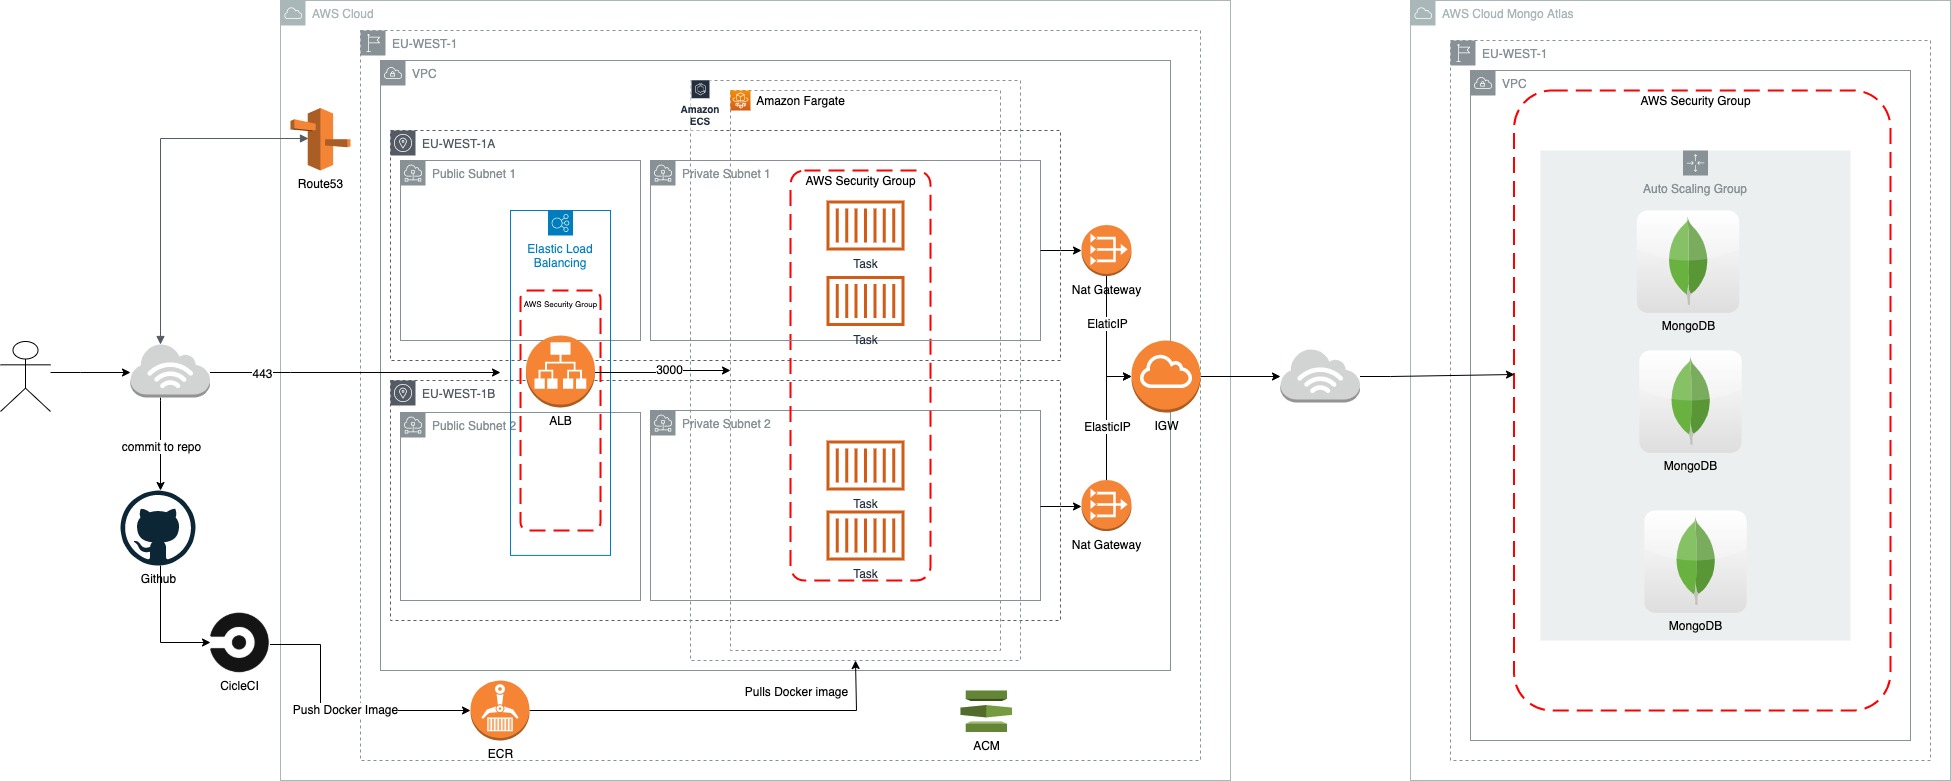 AWS Cloud
EU-WEST-1
VPC
Amazon
ECS
Amazon Fargate
EU-WEST-1A
Public Subnet 1
Private Subnet 1
AWS Security Group
Elastic Load
Balancing
AWS Security Group
Task
Task
Route53
443
ALB
3000
EU-WEST-1B
Public Subnet 2
Private Subnet 2
Task
Task
Nat Gateway
ElaticIP
ElasticIP
IGW
Nat Gateway
commit to repo
Github
CicleCI
Push Docker Image
ECR
Pulls Docker image
ACM
AWS Cloud Mongo Atlas
EU-WEST-1
VPC
AWS Security Group
Auto Scaling Group
MongoDB
MongoDB
MongoDB